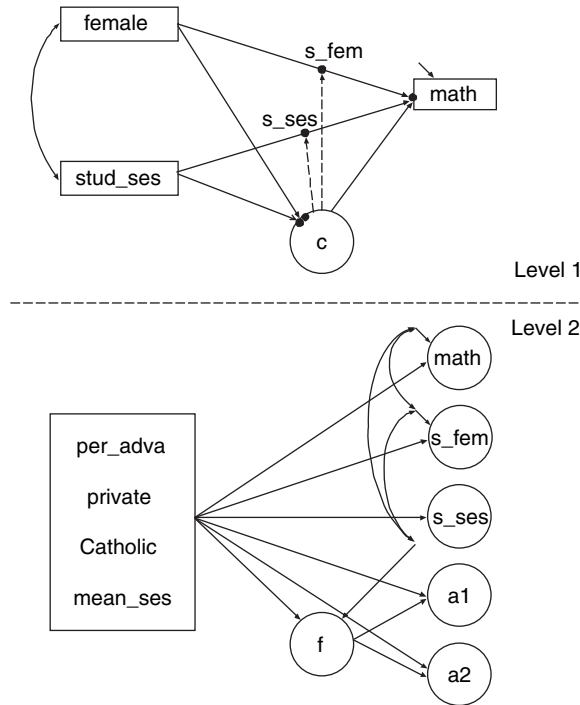 female
s_fem
math
s_ses
stud_ses
c
Level 1
Level 2
math
per_adva
s_fem
private
s_ses
Catholic
mean_ses
a1
f
a2